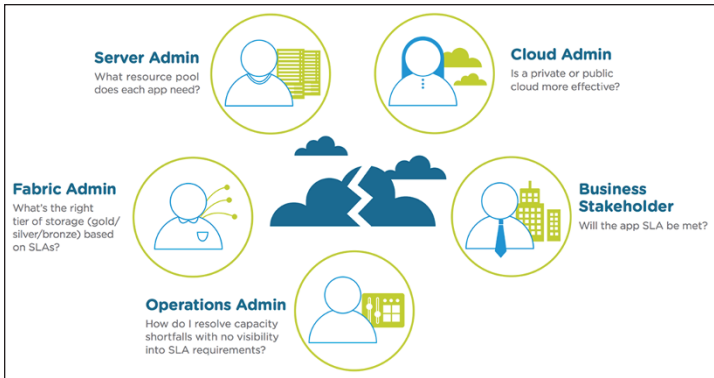 Server Admin
What resource pool
does each app need?
Cloud Admin
Is a private or public
cloud more effective?
Fabric Admin
What's the right
tier of storage (gold/
silver/bronze) based
on SLAs?
Business
Stakeholder
Will the app SLA be met?
Operations Admin
How do I resolve capacity
shortfalls with no visibility
into SLA requirements?